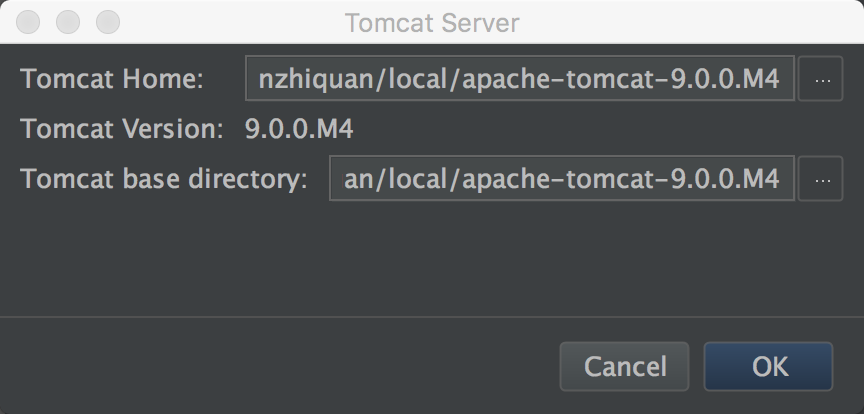 Tomcat Server
Tomcat Home: nzhiquan/local/apache-tomcat-9.0.0.M4 ...
Tomcat Version: 9.0.0.M4
Tomcat base directory: an/local/apache-tomcat-9.0.0.M4 ...
Cancel OK